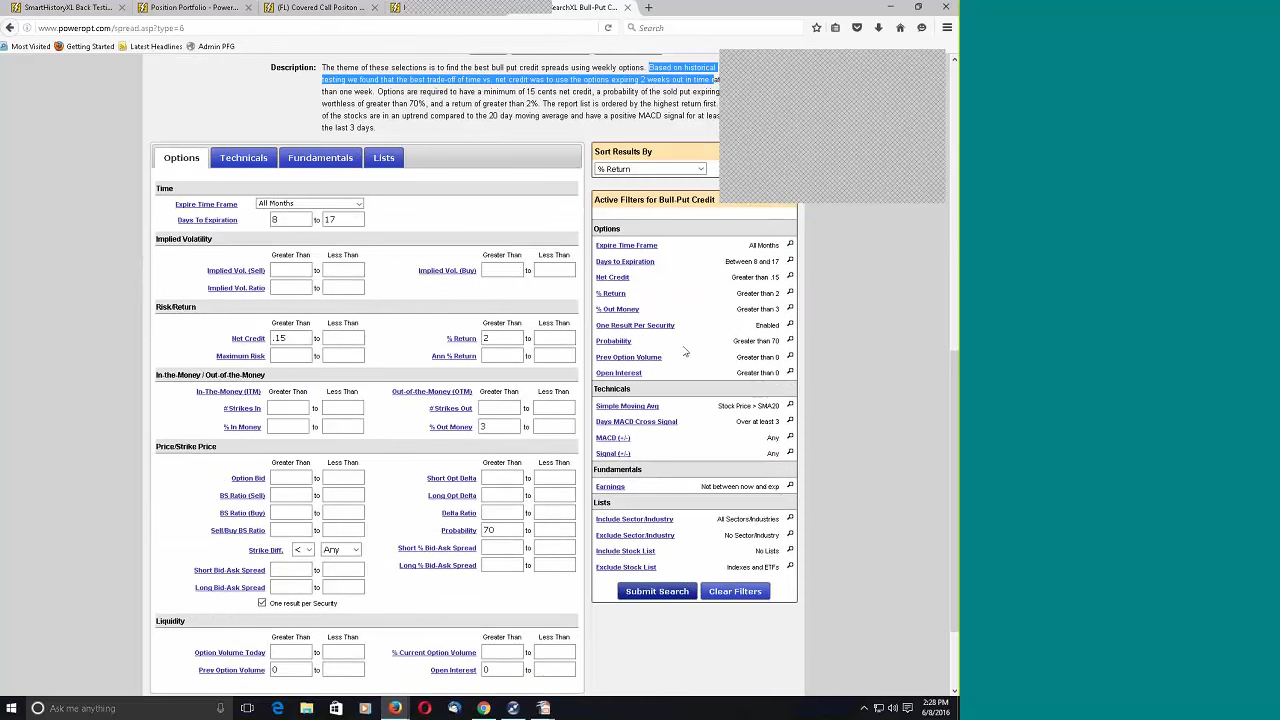 SmartHistoryXL Back Testi...
Position Portfolio - Power...
(FL) Covered Call Positon ...
SearchXL Bull-Put C...
www.poweropt.com/spread.asp?type=6
Search
Most Visited
Getting Started
Latest Headlines
Admin PFG
Description:
The theme of these selections is to find the best bull put credit spreads using weekly options. Based on historical
testing we found that the best trade-off of time vs. net credit was to use the options expiring 2 weeks out in time
than one week. Options are required to have a minimum of 15 cents net credit, a probability of the sold put expiring
worthless of greater than 70%, and a return of greater than 2%. The report list is ordered by the highest return first.
of the stocks are in an uptrend compared to the 20 day moving average and have a positive MACD signal for at
the last 3 days.
Options
Technicals
Fundamentals
Lists
Time
Expire Time Frame All Months
Days To Expiration 8 to 17
Implied Volatility
Greater Than Less Than Greater Than Less Than
Implied Vol. (Sell) to Implied Vol. (Buy) to
Implied Vol. Ratio to
Risk/Return
Greater Than Less Than Greater Than Less Than
Net Credit .15 to % Return 2 to
Maximum Risk to Ann % Return to
In-the-Money / Out-of-the-Money
In-The-Money (ITM) Greater Than Less Than Out-of-the-Money (OTM) Greater Than Less Than
# Strikes In to # Strikes Out to
% In Money to % Out Money 3 to
Price/Strike Price
Greater Than Less Than Greater Than Less Than
Option Bid to Short Opt Delta to
BS Ratio (Sell) to Long Opt Delta to
BS Ratio (Buy) to Delta Ratio to
Sell/Buy BS Ratio to Probability 70 to
Strike Diff. < Any Short % Bid-Ask Spread to
Short Bid-Ask Spread to Long % Bid-Ask Spread to
Long Bid-Ask Spread to
One result per Security
Liquidity
Greater Than Less Than Greater Than Less Than
Option Volume Today to % Current Option Volume to
Prev Option Volume 0 to Open Interest 0 to
Sort Results By
% Return
Active Filters for Bull-Put Credit
Options
Expire Time Frame All Months
Days to Expiration Between 8 and 17
Net Credit Greater than .15
% Return Greater than 2
% Out Money Greater than 3
One Result Per Security Enabled
Probability Greater than 70
Prev Option Volume Greater than 0
Open Interest Greater than 0
Technicals
Simple Moving Avg Stock Price > SMA20
Days MACD Cross Signal Over at least 3
MACD (+/-) Any
Signal (+/-) Any
Fundamentals
Earnings Not between now and exp
Lists
Include Sector/Industry All Sectors/Industries
Exclude Sector/Industry No Sector/Industry
Include Stock List No Lists
Exclude Stock List Indexes and ETFs
Submit Search
Clear Filters
Ask me anything
2:28 PM
6/8/2016